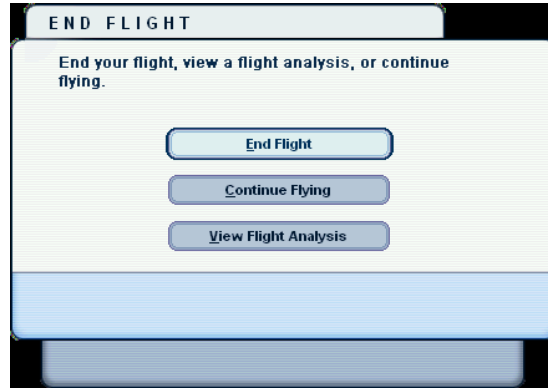 END FLIGHT
End your flight, view a flight analysis, or continue
flying.
End Flight
Continue Flying
View Flight Analysis